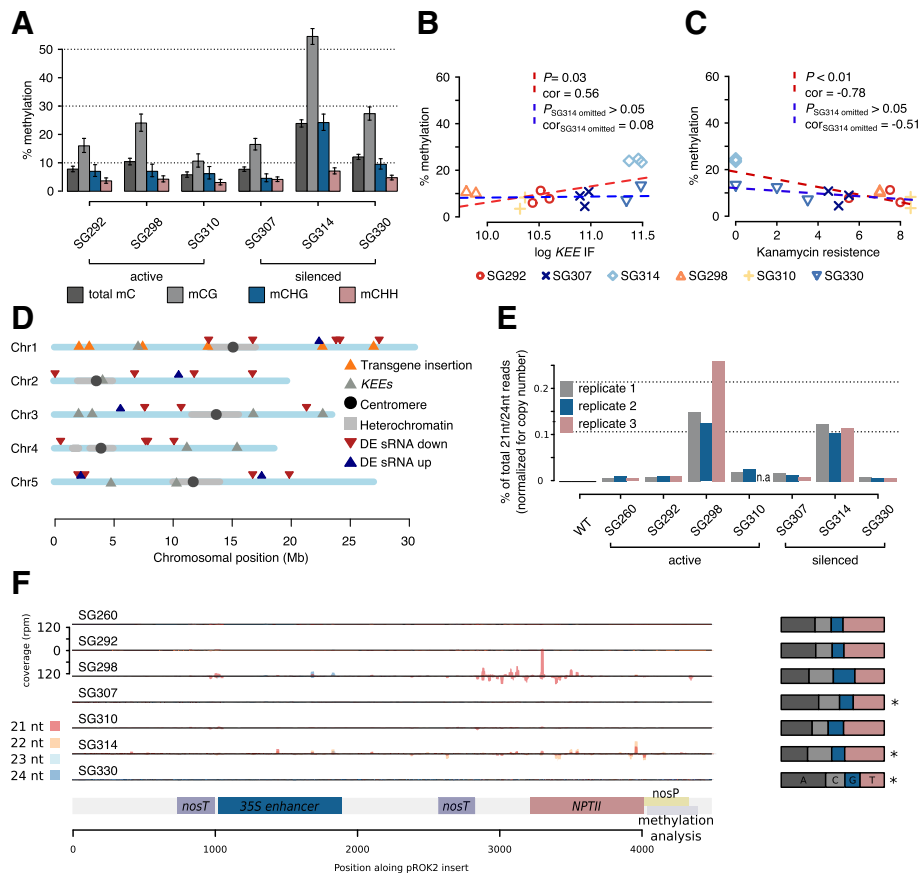 A
% methylation
50
30
10
0
SG292
SG298
SG310
SG307
SG314
SG330
active
silenced
total mC
mCG
mCHG
mCHH
B
% methylation
60
40
20
0
P= 0.03
cor = 0.56
PSG314 omitted > 0.05
corSG314 omitted = 0.08
10.0
10.5
11.0
11.5
log KEE IF
C
% methylation
60
40
20
0
P < 0.01
cor = -0.78
PSG314 omitted > 0.05
corSG314 omitted = -0.51
0
2
4
6
8
Kanamycin resistence
SG292
SG307
SG314
SG298
SG310
SG330
D
Chr1
Chr2
Chr3
Chr4
Chr5
Transgene insertion
KEEs
Centromere
Heterochromatin
DE sRNA down
DE sRNA up
0
5
10
15
20
25
30
Chromosomal position (Mb)
E
% of total 21nt/24nt reads
(normalized for copy number)
0.2
0.1
0
replicate 1
replicate 2
replicate 3
n.a
WT
SG260
SG292
SG298
SG310
SG307
SG314
SG330
active
silenced
F
coverage (rpm)
120
0
120
SG260
SG292
SG298
SG307
SG310
SG314
SG330
21 nt
22 nt
23 nt
24 nt
nosT
35S enhancer
nosT
NPTII
nosP
methylation
analysis
0
1000
2000
3000
4000
Position aloing pROK2 insert
*
*
A C G T *